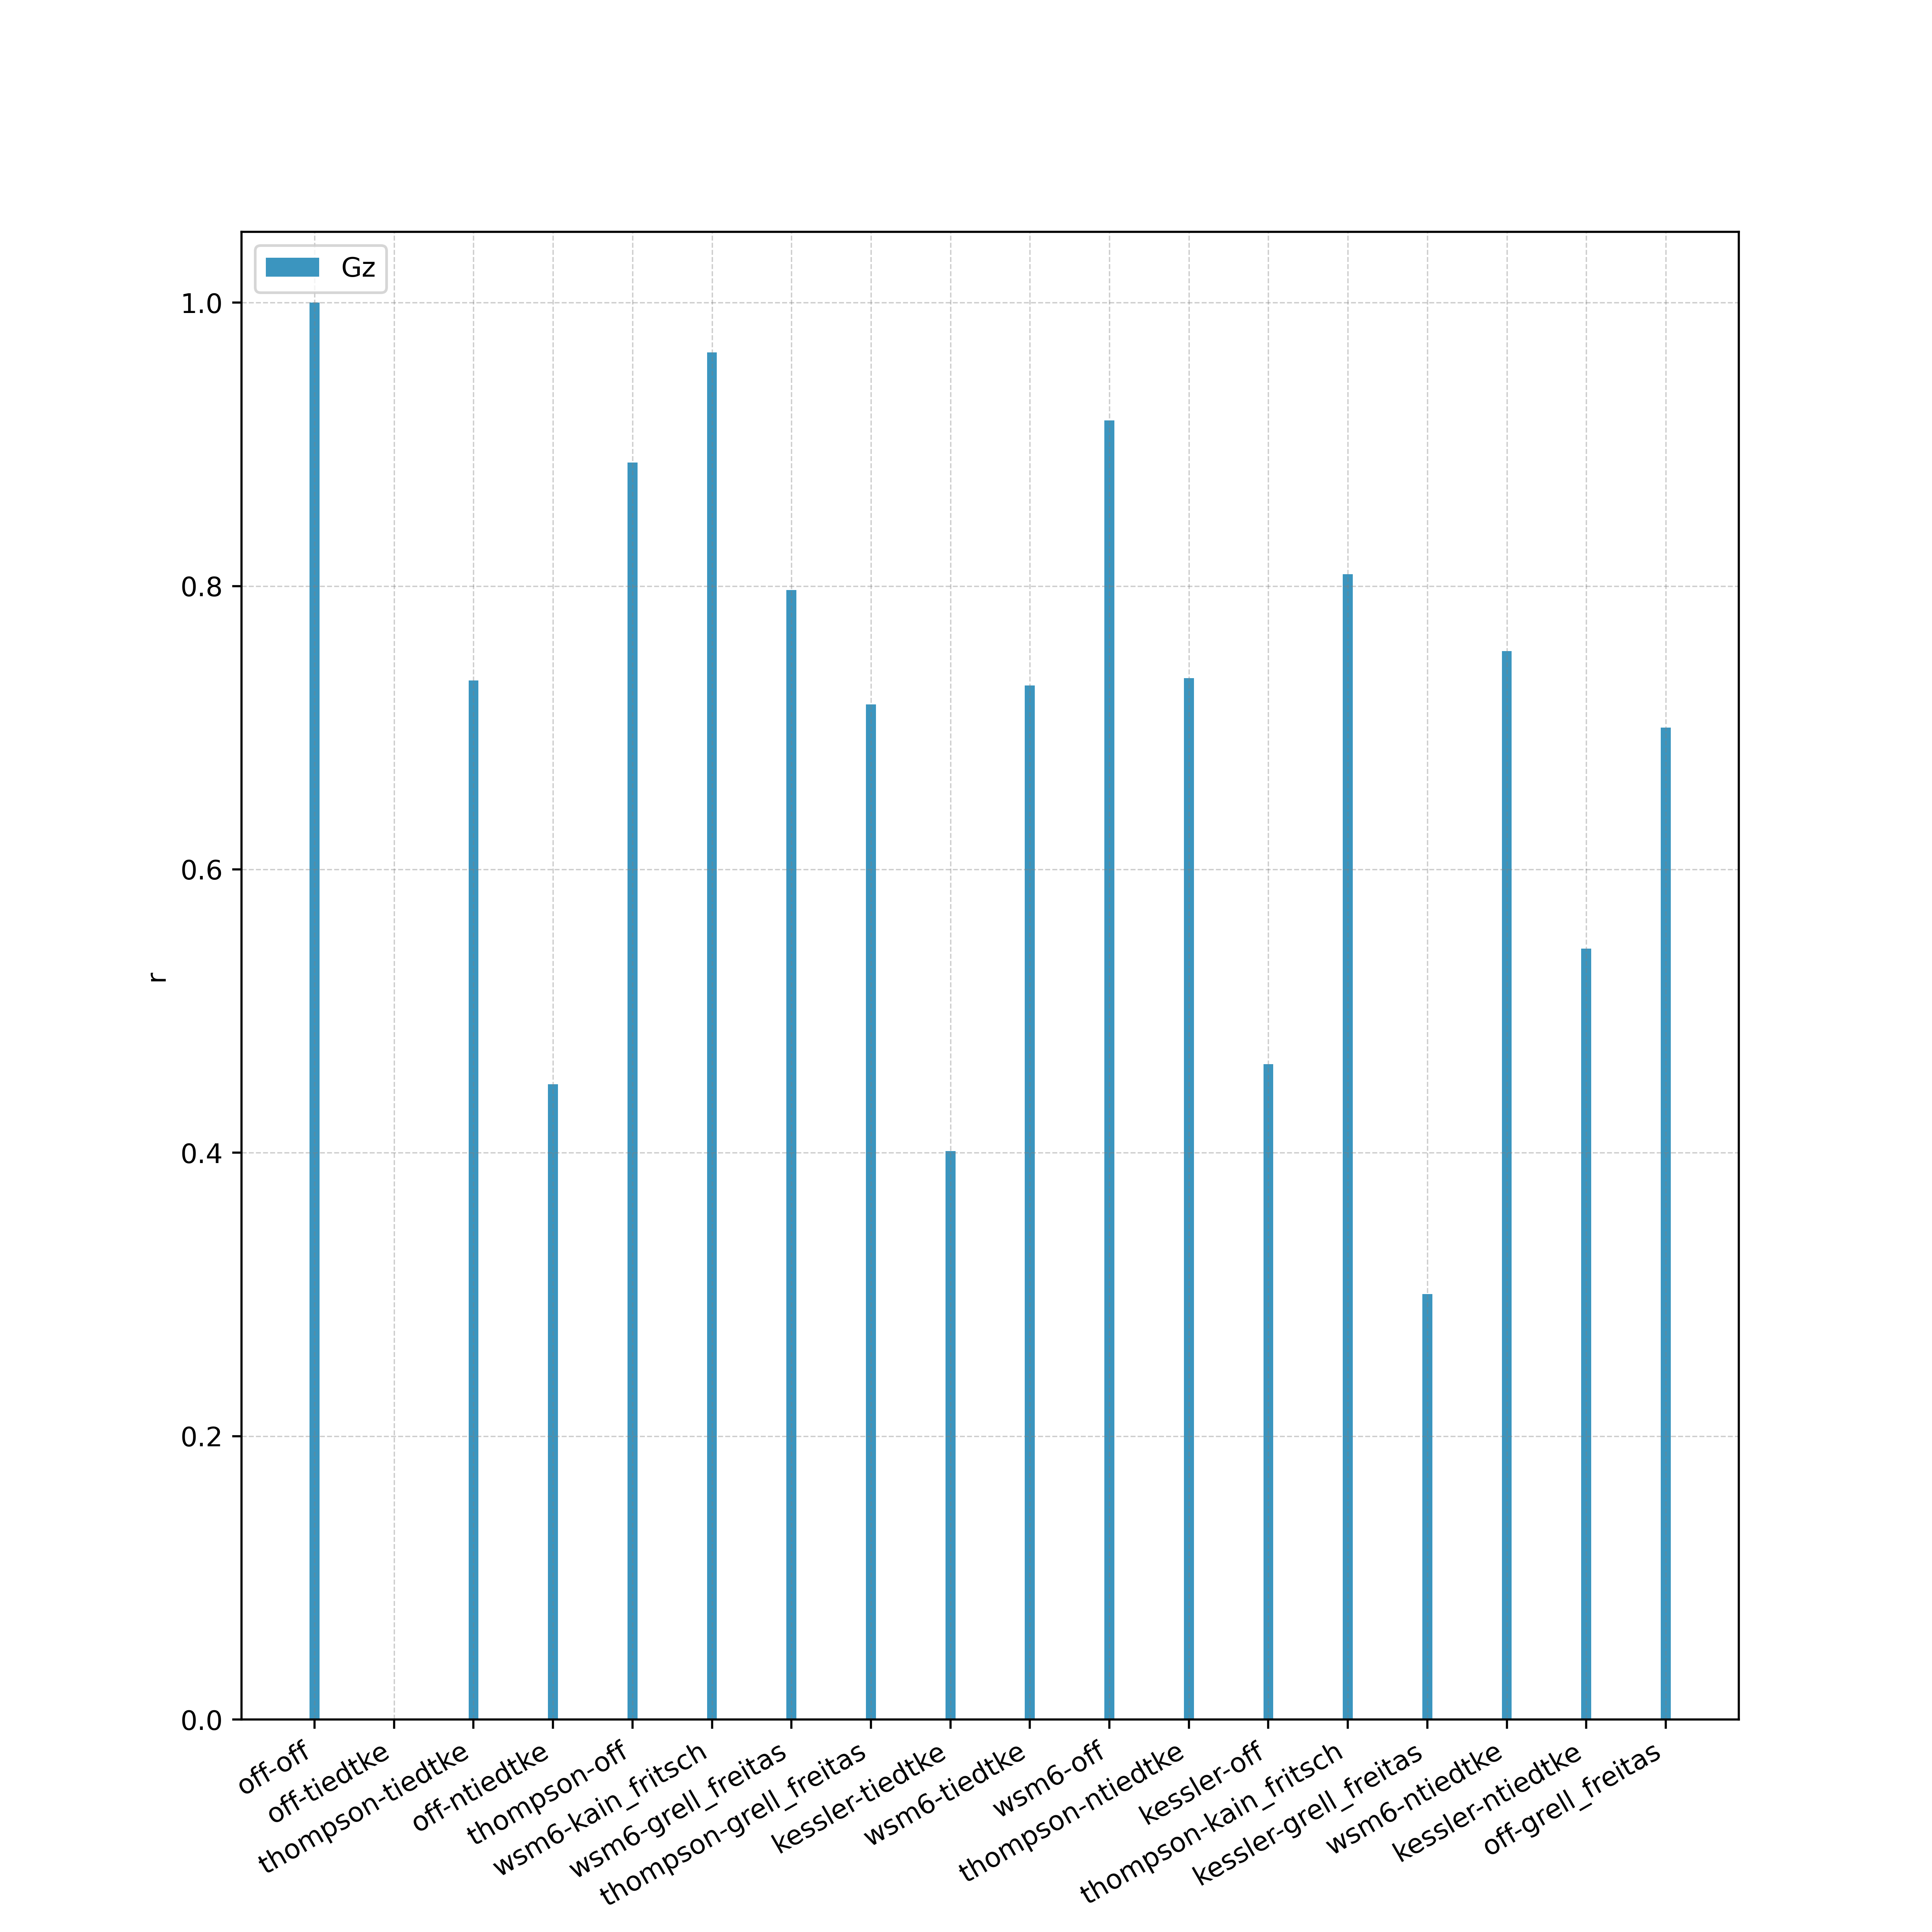 Gz
1.0
0.8
0.6
0.4
0.2
0.0
r
off-off
off-tiedtke
thompson-tiedtke
off-ntiedtke
thompson-off
wsm6-kain_fritsch
wsm6-grell_freitas
thompson-grell_freitas
kessler-tiedtke
wsm6-tiedtke
wsm6-off
thompson-ntiedtke
kessler-off
thompson-kain_fritsch
kessler-grell_freitas
wsm6-ntiedtke
kessler-ntiedtke
off-grell_freitas